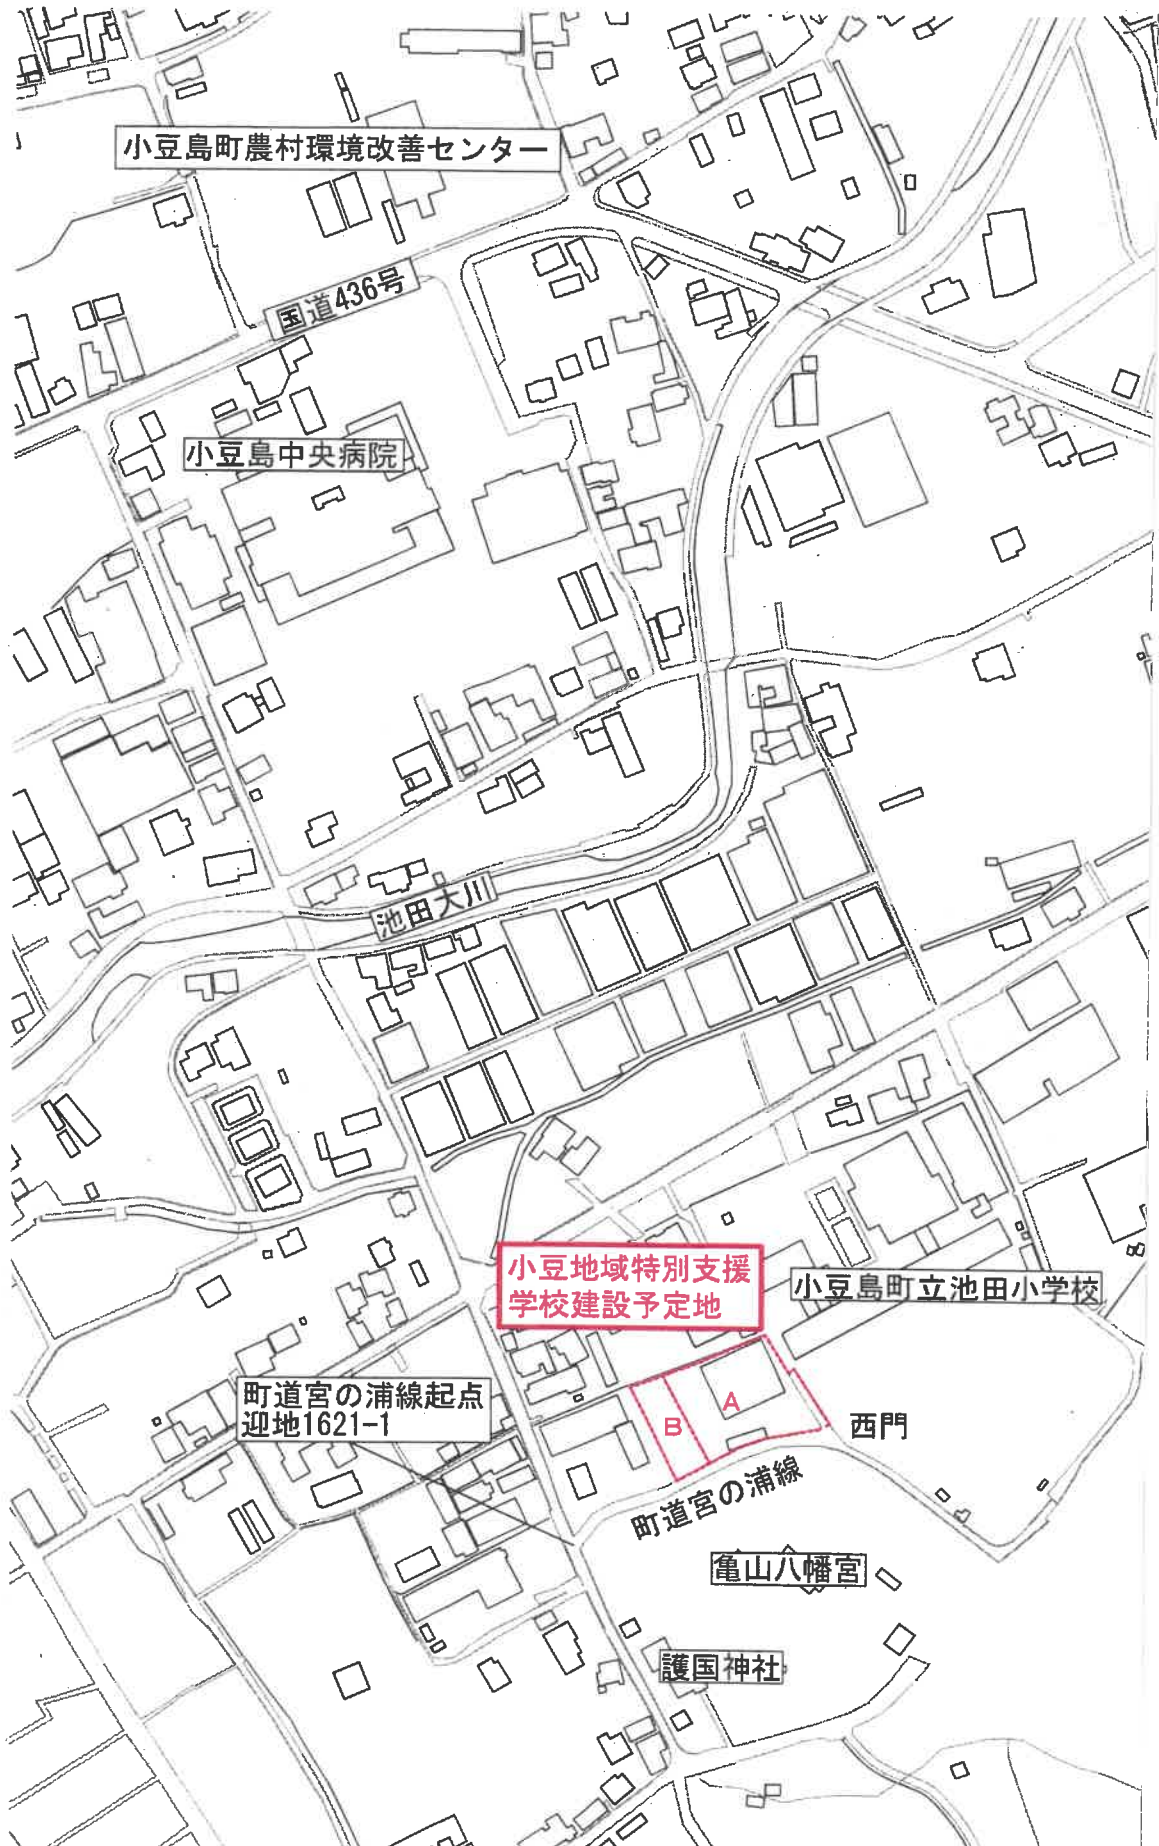 小豆島町農村環境改善センター
国道436号
小豆島中央病院
池田大川
小豆地域特別支援
学校建設予定地
小豆島町立池田小学校
町道宮の浦線起点
迎地1621-1
A
B
西門
町道宮の浦線
亀山八幡宮
護国神社